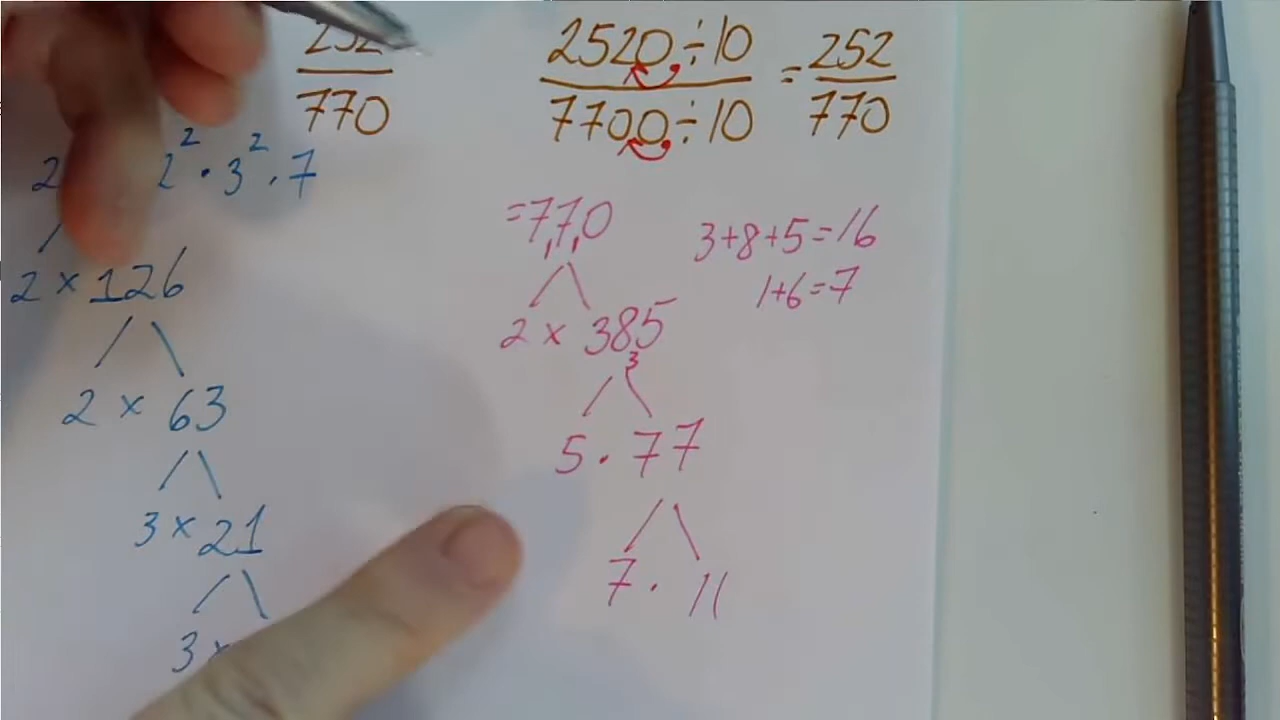 252
770
2520÷10
7700÷10
=
252
770
2
2² · 3² · 7
2 × 126
2 × 63
3 × 21
3 ×
=770
2 × 385
3
5 · 77
7 · 11
3+8+5=16
1+6=7